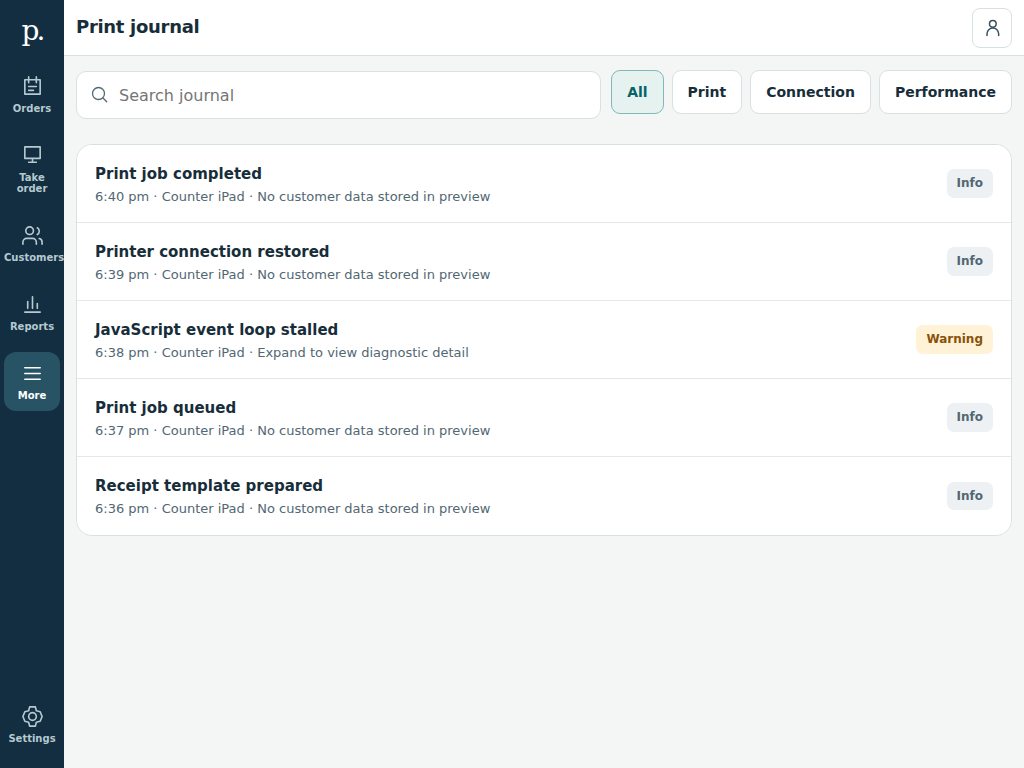 p.
Print journal
Orders
Take
order
Customers
Reports
More
Settings
Search journal
All
Print
Connection
Performance
Print job completed
6:40 pm · Counter iPad · No customer data stored in preview
Info
Printer connection restored
6:39 pm · Counter iPad · No customer data stored in preview
Info
JavaScript event loop stalled
6:38 pm · Counter iPad · Expand to view diagnostic detail
Warning
Print job queued
6:37 pm · Counter iPad · No customer data stored in preview
Info
Receipt template prepared
6:36 pm · Counter iPad · No customer data stored in preview
Info